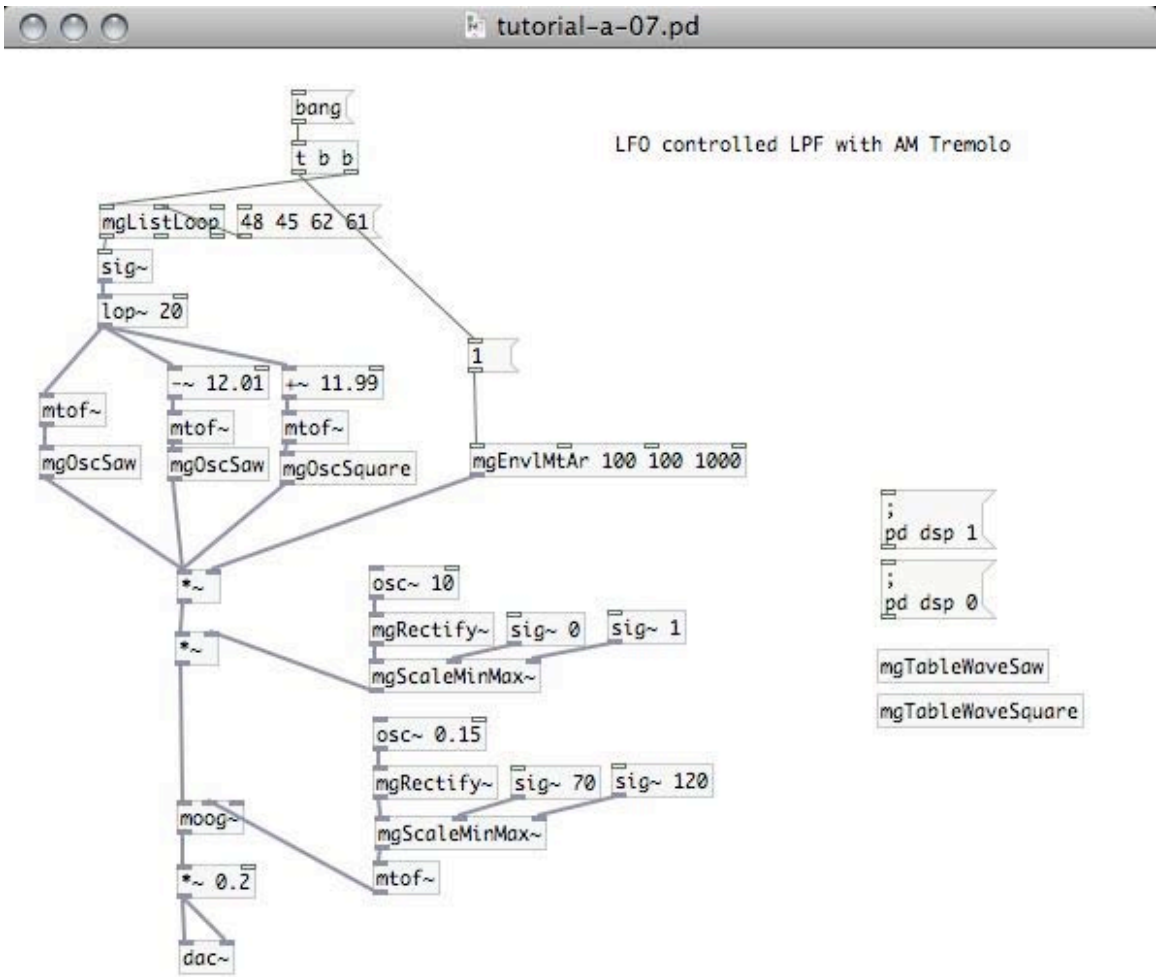 tutorial-a-07.pd
bang
LFO controlled LPF with AM Tremolo
t b b
mgListLoop
48 45 62 61
sig~
lop~ 20
1
-~ 12.01
+~ 11.99
mtof~
mtof~
mtof~
mgOscSaw
mgOscSaw
mgOscSquare
mgEnvlMtAr 100 100 1000
;
pd dsp 1
;
pd dsp 0
*~
osc~ 10
mgRectify~
sig~ 0
sig~ 1
*~
mgScaleMinMax~
mgTableWaveSaw
mgTableWaveSquare
osc~ 0.15
mgRectify~
sig~ 70
sig~ 120
moog~
mgScaleMinMax~
*~ 0.2
mtof~
dac~